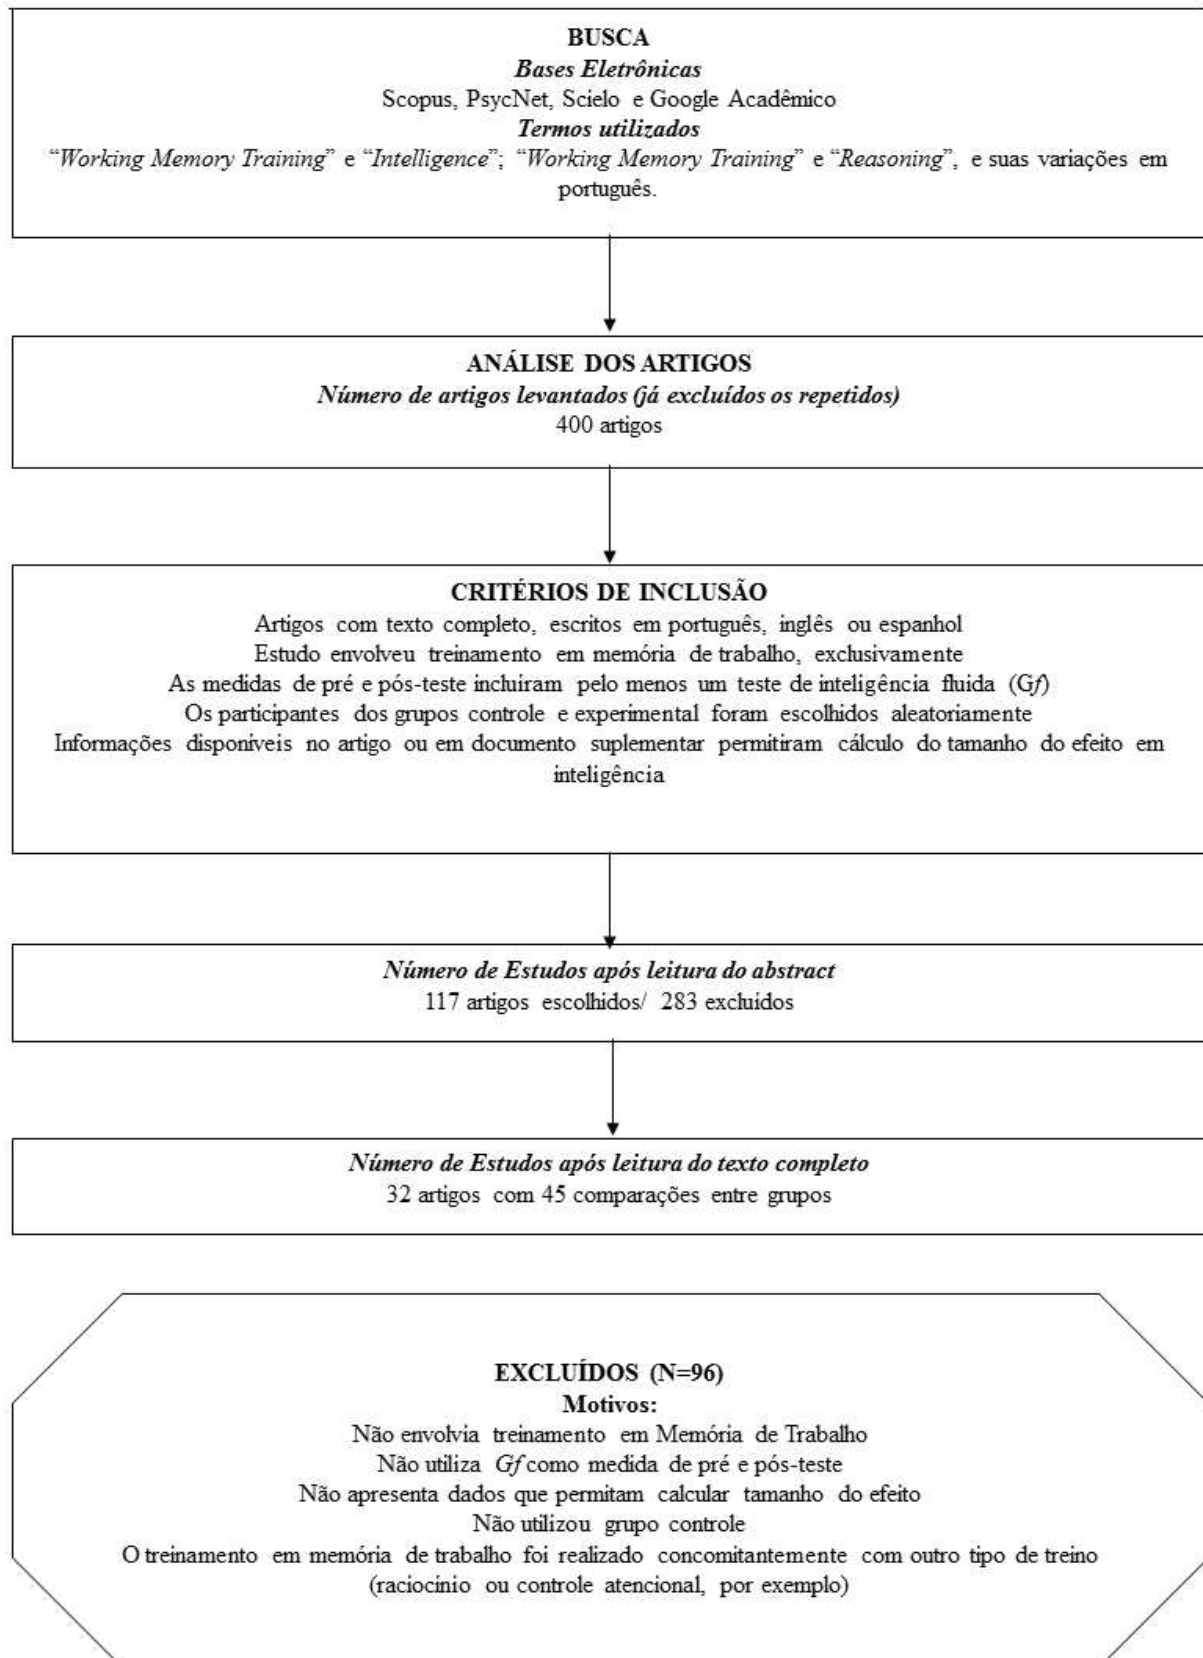 BUSCA
Bases Eletrônicas
Scopus, PsycNet, Scielo e Google Acadêmico
Termos utilizados
“Working Memory Training” e “Intelligence”; “Working Memory Training” e “Reasoning”, e suas variações em
português.
ANÁLISE DOS ARTIGOS
Número de artigos levantados (já excluídos os repetidos)
400 artigos
CRITÉRIOS DE INCLUSÃO
Artigos com texto completo, escritos em português, inglês ou espanhol
Estudo envolveu treinamento em memória de trabalho, exclusivamente
As medidas de pré e pós-teste incluíram pelo menos um teste de inteligência fluida (Gf)
Os participantes dos grupos controle e experimental foram escolhidos aleatoriamente
Informações disponíveis no artigo ou em documento suplementar permitiram cálculo do tamanho do efeito em
inteligência
Número de Estudos após leitura do abstract
117 artigos escolhidos/ 283 excluídos
Número de Estudos após leitura do texto completo
32 artigos com 45 comparações entre grupos
EXCLUÍDOS (N=96)
Motivos:
Não envolvia treinamento em Memória de Trabalho
Não utiliza Gf como medida de pré e pós-teste
Não apresenta dados que permitam calcular tamanho do efeito
Não utilizou grupo controle
O treinamento em memória de trabalho foi realizado concomitantemente com outro tipo de treino
(raciocínio ou controle atencional, por exemplo)